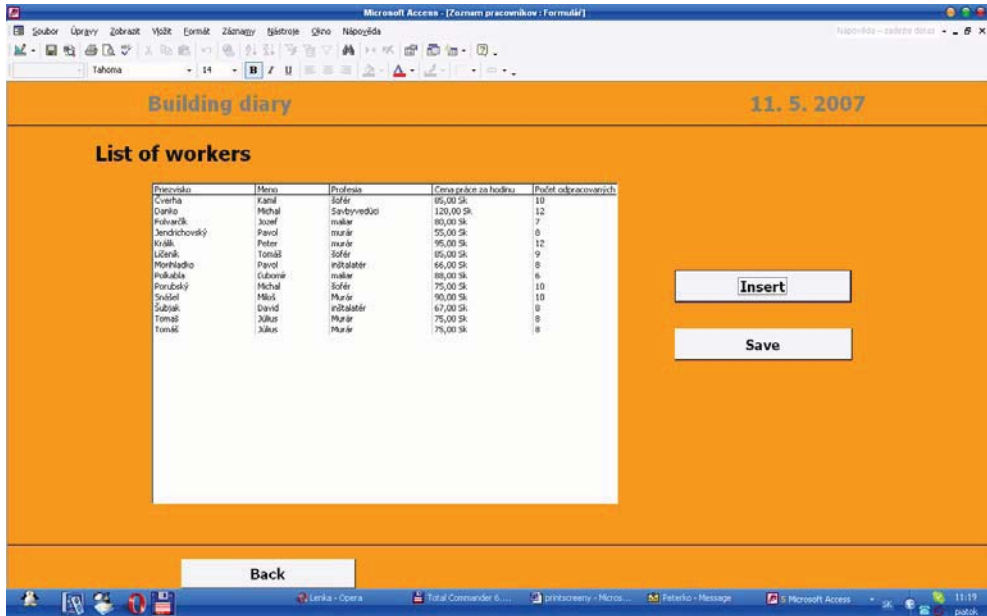 Microsoft Access - [Zoznam pracovníkov : Formulář]
Soubor Úpravy Zobrazit Vložit Formát Záznamy Nástroje Okno Nápověda Nápověda – zadejte dotaz
Tahoma 14 B I U
Building diary 11. 5. 2007
List of workers
Priezvisko Meno Profesia Cena práce za hodinu Počet odpracovaných
Čverha Kamil šofér 85,00 Sk 10
Danko Michal Savbyvedúci 120,00 Sk 12
Folvarčík Jozef maliar 80,00 Sk 7
Jendrichovský Pavol murár 55,00 Sk 8
Králik Peter murár 95,00 Sk 12
Ličeník Tomáš šofér 85,00 Sk 9
Pavol inštalatér 66,00 Sk 8
Polkabla Ľubomír maliar 88,00 Sk 6
Porubský Michal šofér 75,00 Sk 10
Snášel Miloš Murár 90,00 Sk 10
Šubjak David inštalatér 67,00 Sk 8
Tomaš Július Murár 75,00 Sk 8
Tomáš Július Murár 75,00 Sk 8
Insert
Save
Back
Lenka - Opera Total Commander 6.... printscreeny - Micros... Peterko - Message 5 Microsoft Access SK 11:19
piatok